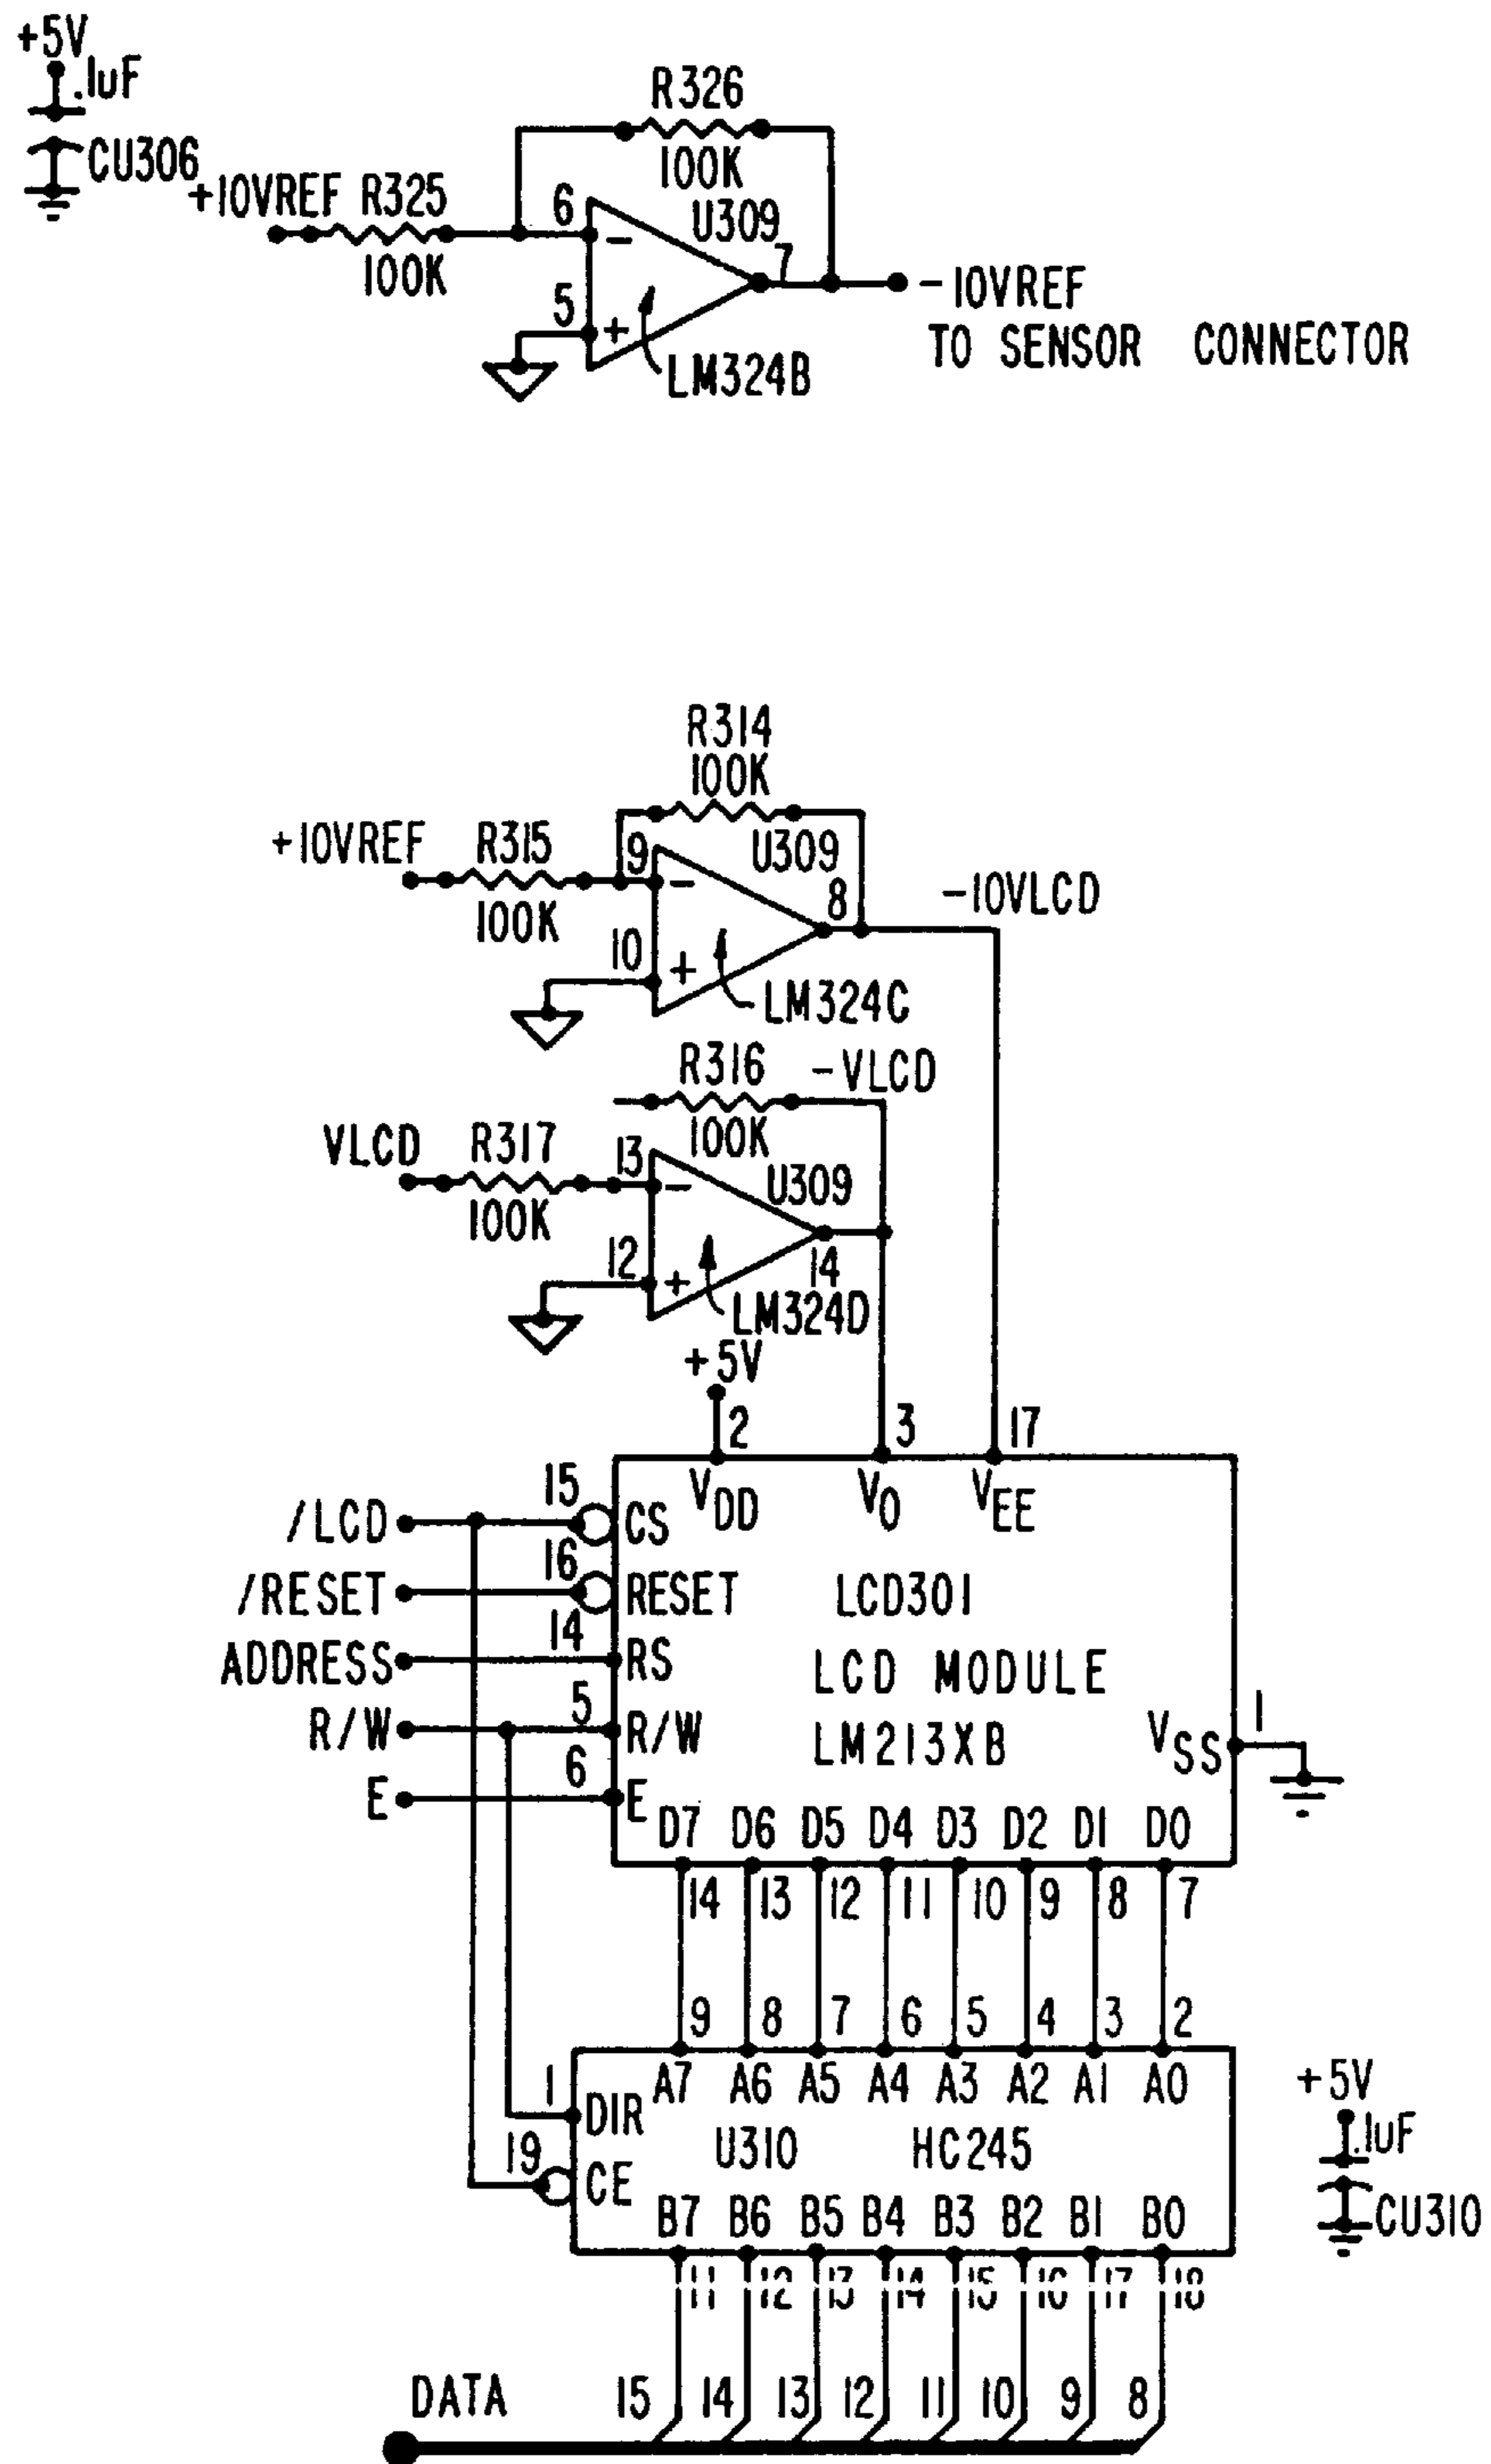 +5V
.1uF
CU306
+10VREF R325
100K
R326
100K
6
-
U309
7
5
+
LM324B
-10VREF
TO SENSOR CONNECTOR
R314
100K
+10VREF R315
100K
9
-
U309
8
-10VLCD
10
+
LM324C
R316
-VLCD
100K
VLCD R317
100K
13
-
U309
12
+
14
LM324D
+5V
2
3
17
VDD
VO
VEE
/LCD
15
CS
/RESET
16
RESET
LCD301
ADDRESS
14
RS
LCD MODULE
R/W
5
R/W
LM213XB
VSS
1
E
6
E
D7 D6 D5 D4 D3 D2 D1 D0
14 13 12 11 10 9 8 7
9 8 7 6 5 4 3 2
A7 A6 A5 A4 A3 A2 A1 A0
1
DIR
U310 HC245
19
CE
B7 B6 B5 B4 B3 B2 B1 B0
+5V
.1uF
CU310
11 12 13 14 15 16 17 18
DATA
15 14 13 12 11 10 9 8